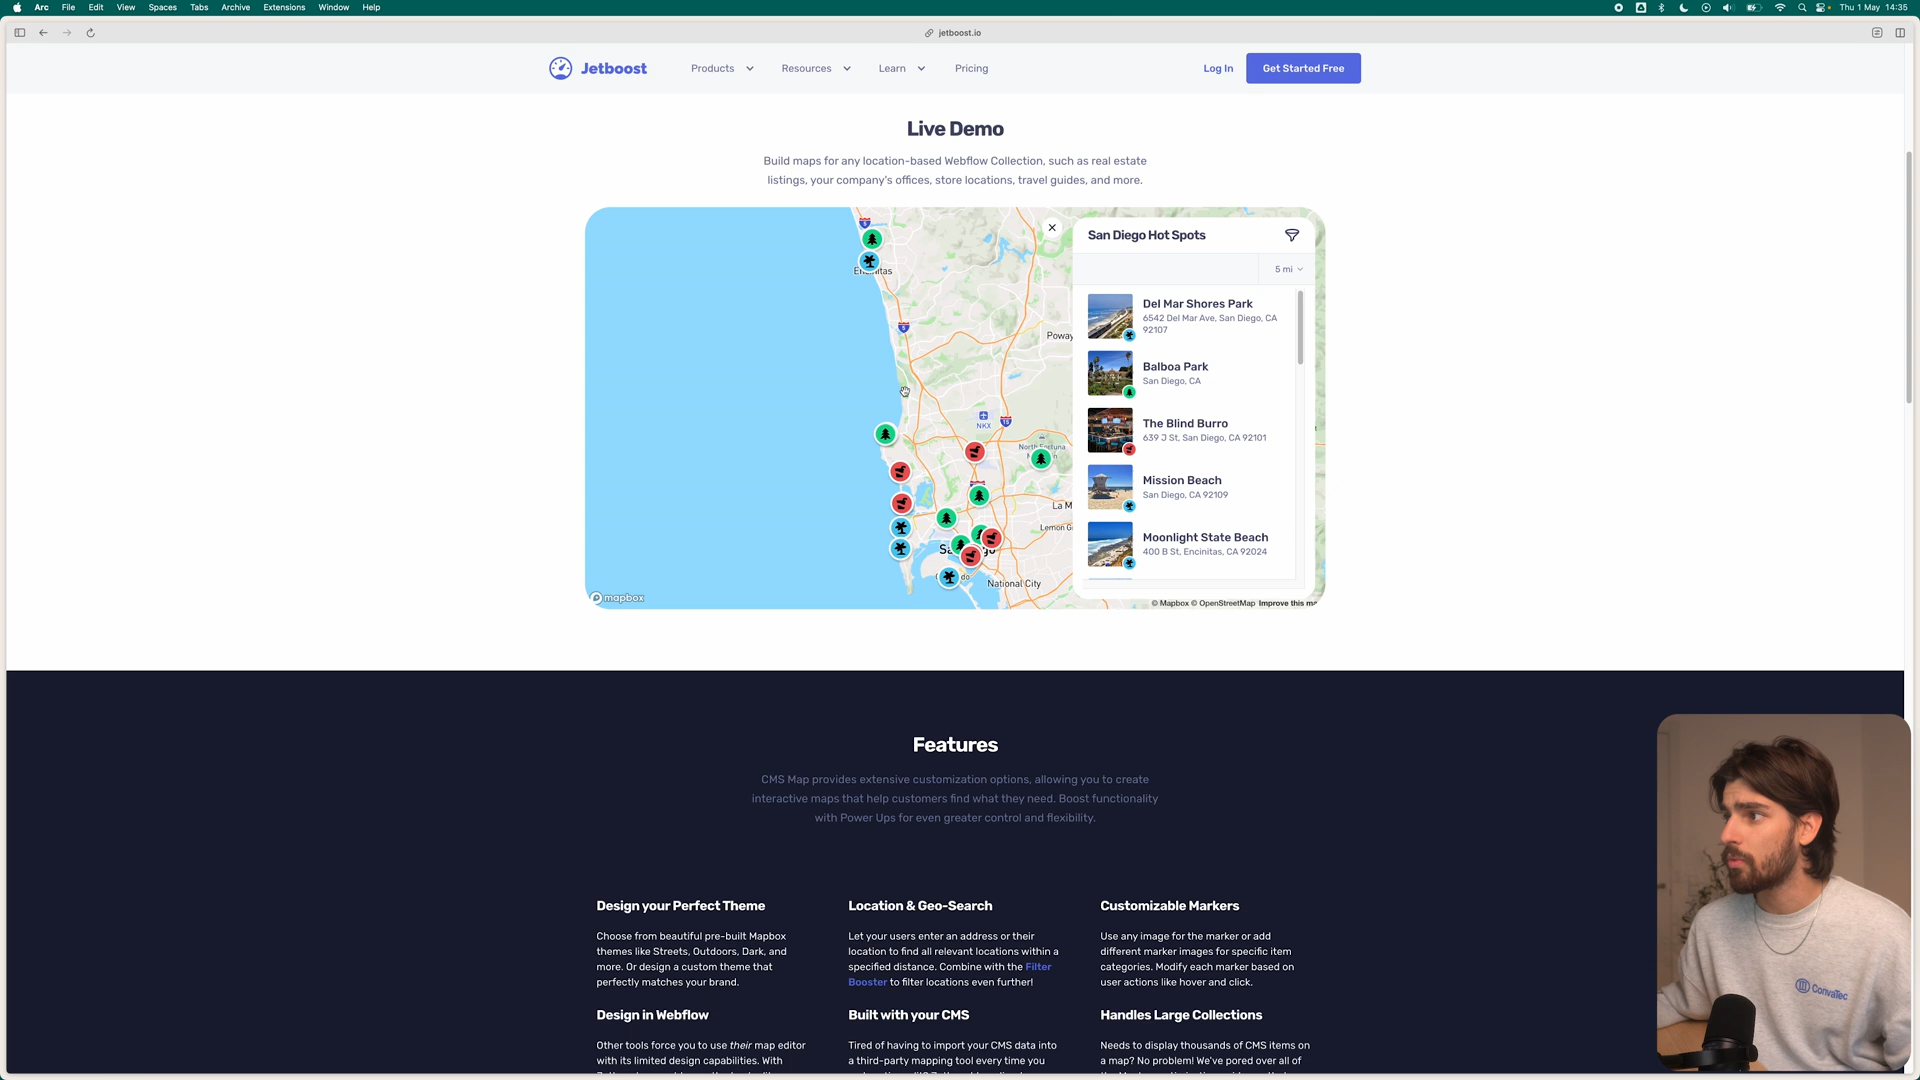 Arc File Edit View Spaces Tabs Archive Extensions Window Help
Thu 1 May 14:35
jetboost.io
Jetboost
Products Resources Learn Pricing
Log In
Get Started Free
Live Demo
Build maps for any location-based Webflow Collection, such as real estate
listings, your company's offices, store locations, travel guides, and more.
San Diego Hot Spots
5 mi
Del Mar Shores Park
6542 Del Mar Ave, San Diego, CA
92107
Balboa Park
San Diego, CA
The Blind Burro
639 J St, San Diego, CA 92101
Mission Beach
San Diego, CA 92109
Moonlight State Beach
400 B St, Encinitas, CA 92024
Poway
NKX
National City
mapbox
© Mapbox © OpenStreetMap Improve this
Features
CMS Map provides extensive customization options, allowing you to create
interactive maps that help customers find what they need. Boost functionality
with Power Ups for even greater control and flexibility.
Design your Perfect Theme
Choose from beautiful pre-built Mapbox
themes like Streets, Outdoors, Dark, and
more. Or design a custom theme that
perfectly matches your brand.
Location & Geo-Search
Let your users enter an address or their
location to find all relevant locations within a
specified distance. Combine with the Filter
Booster to filter locations even further!
Customizable Markers
Use any image for the marker or add
different marker images for specific item
categories. Modify each marker based on
user actions like hover and click.
Design in Webflow
Other tools force you to use their map editor
with its limited design capabilities. With
Built with your CMS
Tired of having to import your CMS data into
a third-party mapping tool every time you
Handles Large Collections
Needs to display thousands of CMS items on
a map? No problem! We've pored over all of
ConvaTec